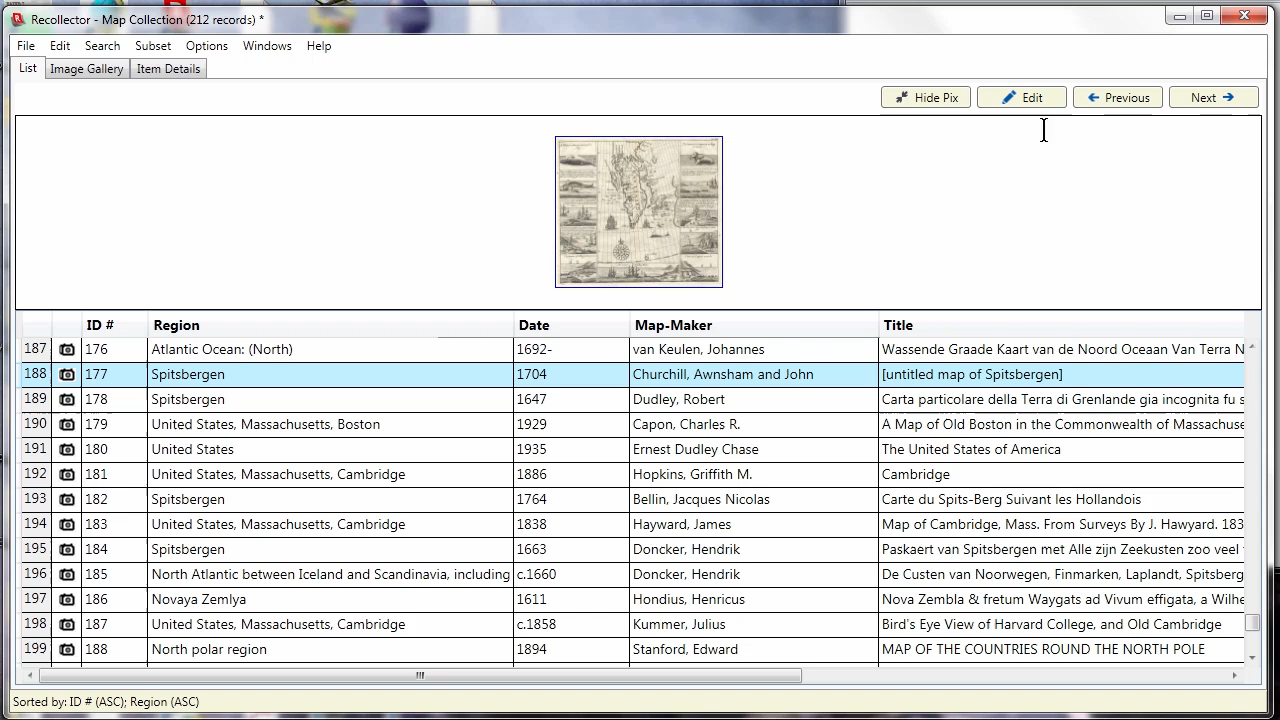 Recollector - Map Collection (212 records) *
File Edit Search Subset Options Windows Help
List Image Gallery Item Details
Hide Pix Edit Previous Next
ID # Region Date Map-Maker Title
187 176 Atlantic Ocean: (North) 1692- van Keulen, Johannes Wassende Graade Kaart van de Noord Oceaan Van Terra N
188 177 Spitsbergen 1704 Churchill, Awnsham and John [untitled map of Spitsbergen]
189 178 Spitsbergen 1647 Dudley, Robert Carta particolare della Terra di Grenlande gia incognita fu s
190 179 United States, Massachusetts, Boston 1929 Capon, Charles R. A Map of Old Boston in the Commonwealth of Massachuse
191 180 United States 1935 Ernest Dudley Chase The United States of America
192 181 United States, Massachusetts, Cambridge 1886 Hopkins, Griffith M. Cambridge
193 182 Spitsbergen 1764 Bellin, Jacques Nicolas Carte du Spits-Berg Suivant les Hollandois
194 183 United States, Massachusetts, Cambridge 1838 Hayward, James Map of Cambridge, Mass. From Surveys By J. Hawyard. 183
195 184 Spitsbergen 1663 Doncker, Hendrik Paskaert van Spitsbergen met Alle zijn Zeekusten zoo veel
196 185 North Atlantic between Iceland and Scandinavia, including c.1660 Doncker, Hendrik De Custen van Noorwegen, Finmarken, Laplandt, Spitsberg
197 186 Novaya Zemlya 1611 Hondius, Henricus Nova Zembla & fretum Waygats ad Vivum effigata, a Wilhe
198 187 United States, Massachusetts, Cambridge c.1858 Kummer, Julius Bird's Eye View of Harvard College, and Old Cambridge
199 188 North polar region 1894 Stanford, Edward MAP OF THE COUNTRIES ROUND THE NORTH POLE
Sorted by: ID # (ASC); Region (ASC)